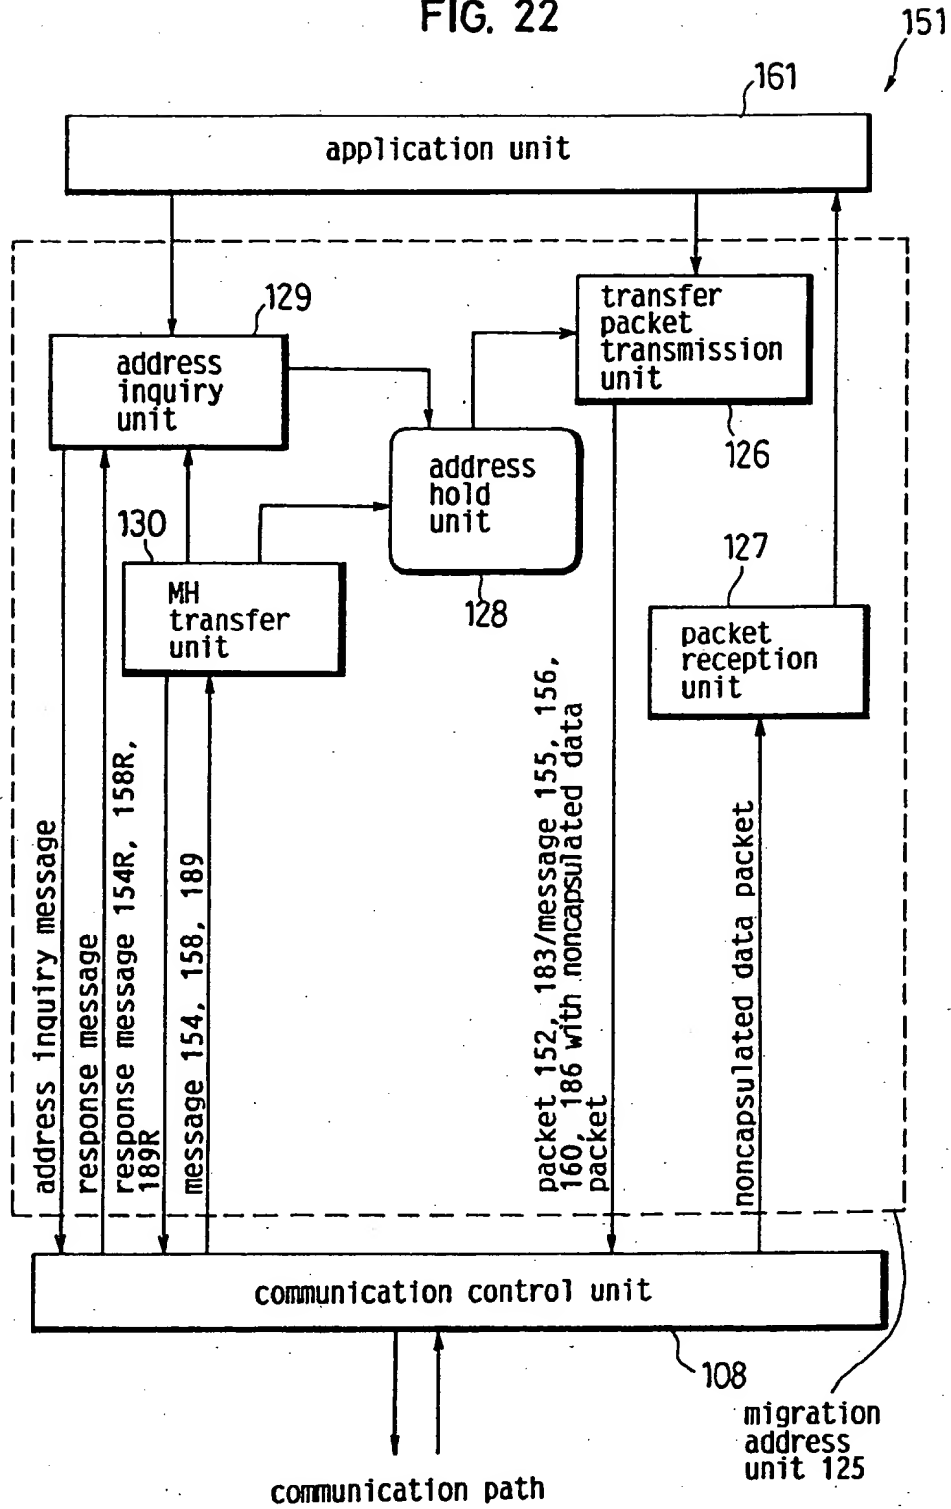 FIG. 22
151
161
application unit
129
address
inquiry
unit
transfer
packet
transmission
unit
126
address
hold
unit
128
130
MH
transfer
unit
127
packet
reception
unit
address inquiry message
response message
response message 154R, 158R,
189R
message 154, 158, 189
packet 152, 183/message 155, 156,
160, 186 with noncapsulated data
packet
noncapsulated data packet
communication control unit
108
migration
address
unit 125
communication path